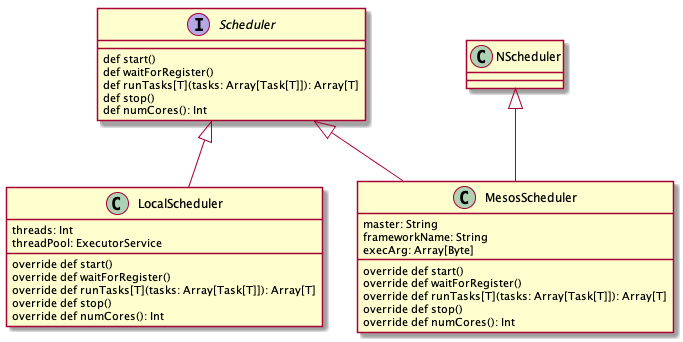 I Scheduler
def start()
def waitForRegister()
def runTasks[T](tasks: Array[Task[T]]): Array[T]
def stop()
def numCores(): Int
C NScheduler
C LocalScheduler
threads: Int
threadPool: ExecutorService
override def start()
override def waitForRegister()
override def runTasks[T](tasks: Array[Task[T]]): Array[T]
override def stop()
override def numCores(): Int
C MesosScheduler
master: String
frameworkName: String
execArg: Array[Byte]
override def start()
override def waitForRegister()
override def runTasks[T](tasks: Array[Task[T]]): Array[T]
override def stop()
override def numCores(): Int